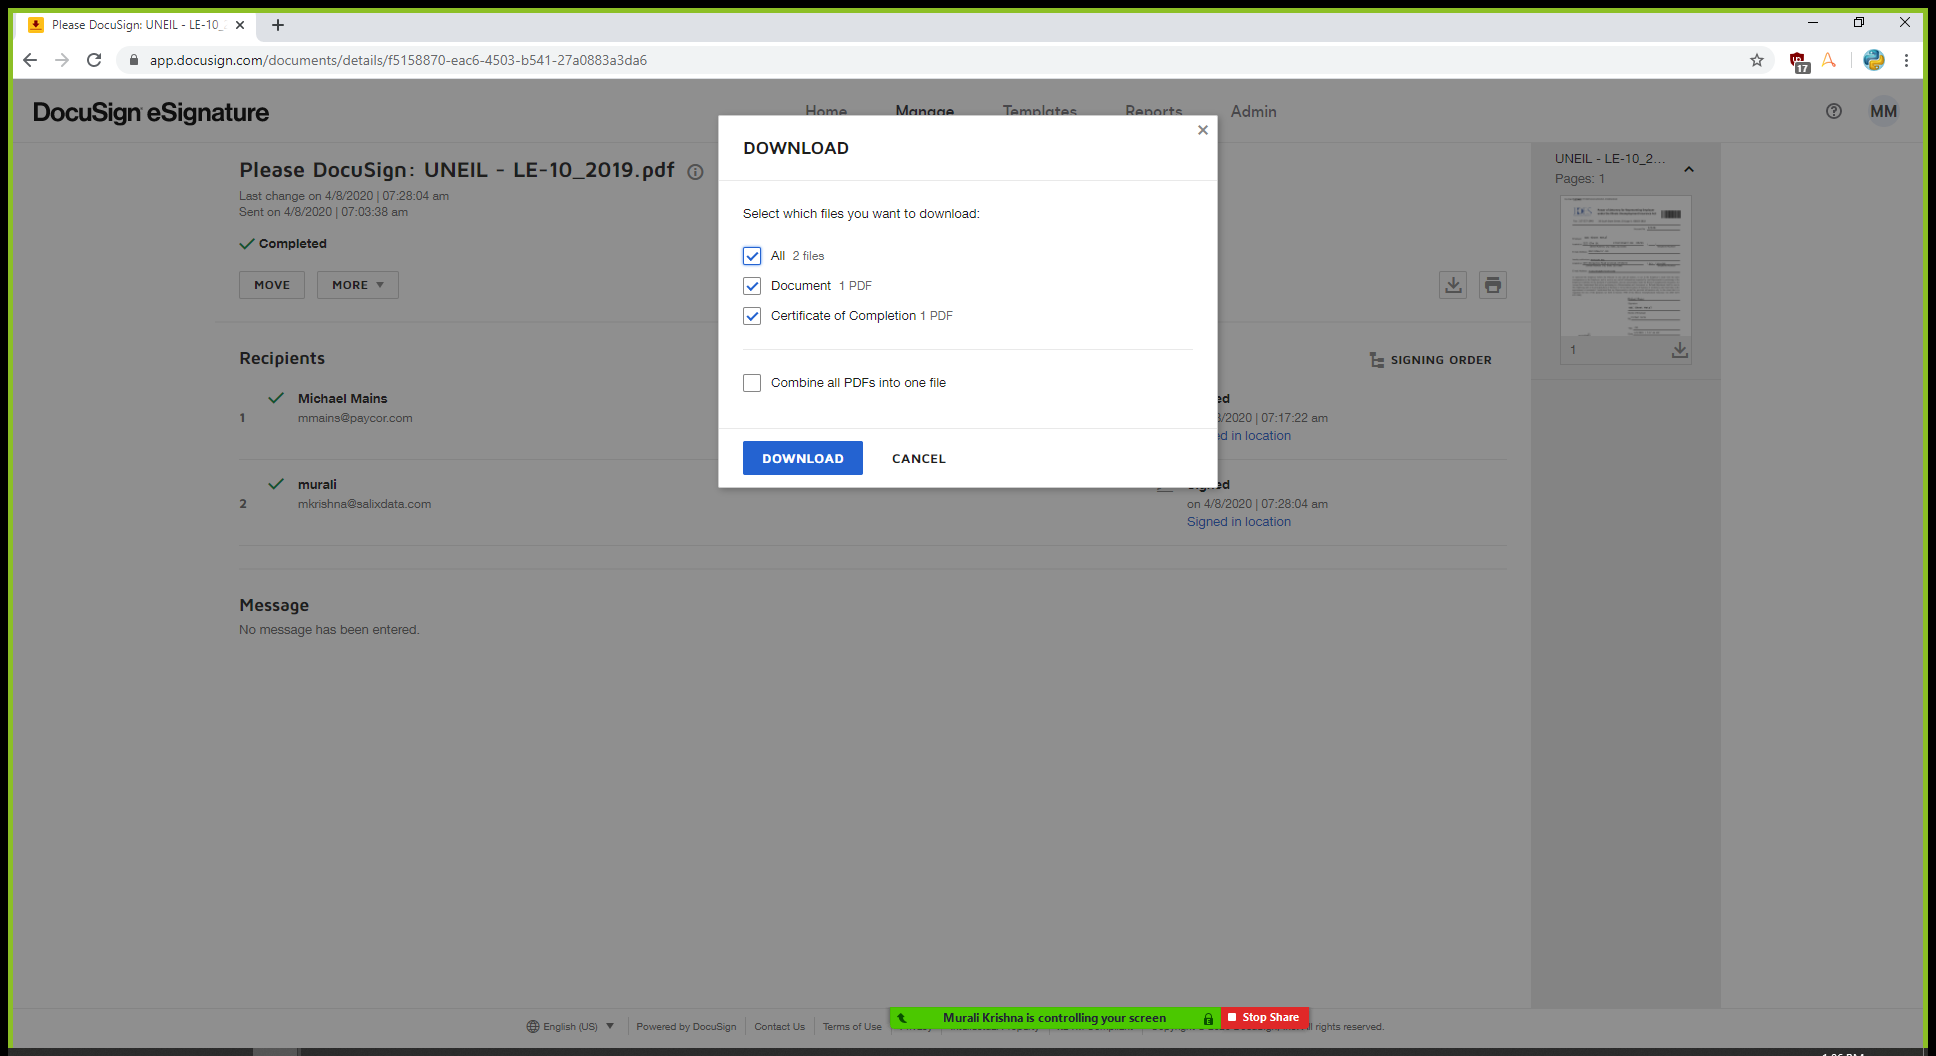 Please DocuSign: UNEIL - LE-10_
app.docusign.com/documents/details/f5158870-eac6-4503-b541-27a0883a3da6
17
DocuSign eSignature
Home
Manage
Templates
Reports
Admin
MM
Please DocuSign: UNEIL - LE-10_2019.pdf
Last change on 4/8/2020 | 07:28:04 am
Sent on 4/8/2020 | 07:03:38 am
Completed
MOVE
MORE
Recipients
SIGNING ORDER
1
Michael Mains
mmains@paycor.com
ed
8/2020 | 07:17:22 am
ed in location
2
murali
mkrishna@salixdata.com
Signed
on 4/8/2020 | 07:28:04 am
Signed in location
Message
No message has been entered.
DOWNLOAD
Select which files you want to download:
All 2 files
Document 1 PDF
Certificate of Completion 1 PDF
Combine all PDFs into one file
DOWNLOAD
CANCEL
UNEIL - LE-10_2...
Pages: 1
1
English (US)
Powered by DocuSign
Contact Us
Terms of Use
rights reserved.
Murali Krishna is controlling your screen
Stop Share